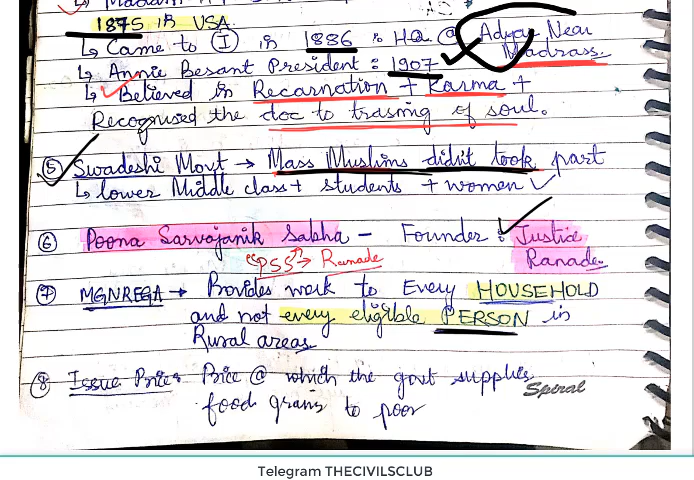 1875 in USA.
↳ Came to (I) in 1886 :. HQ @ Adyar Near
Madrass.
↳ Annie Besant President : 1907
↳ Believed in Recarnation + Karma +
Recognised the doc to trasmig of soul.
⑤ Swadeshi Movt → Mass Muslims didn't took part
↳ lower Middle class + students + women
⑥ Poona Sarvajanik Sabha - Founder : Justice
"PSS" → Ranade Ranade
⑦ MGNREGA → Provides work to Every HOUSEHOLD
and not every eligible PERSON in
Rural areas
⑧ Issue Price : Price @ which the govt supplies
Spiral
food grains to poor
Telegram THECIVILSCLUB